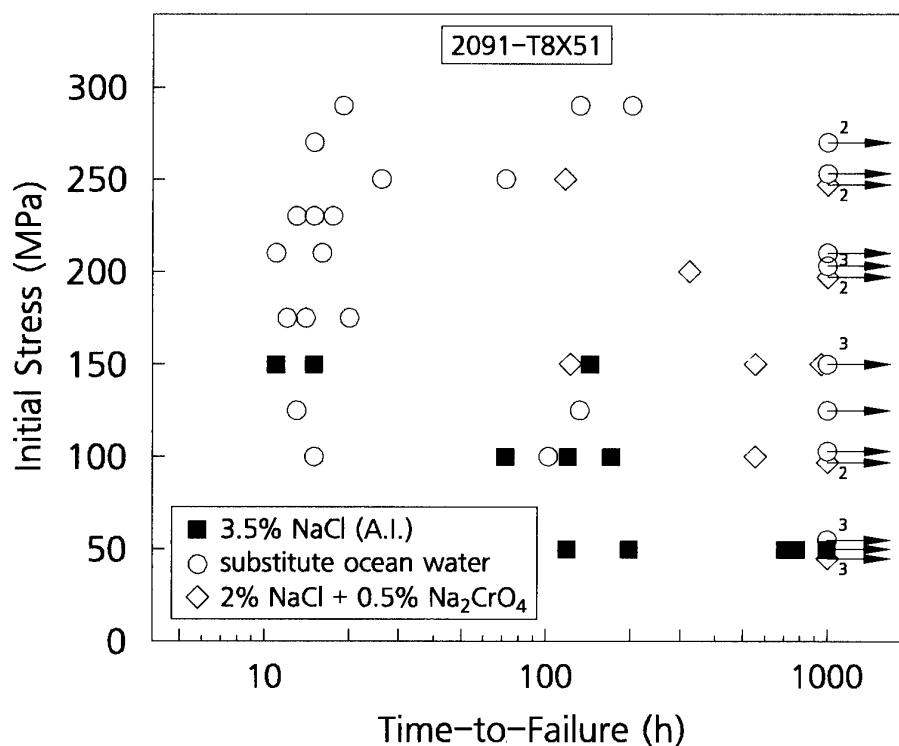 2091-T8X51
300
250
200
150
100
50
0
Initial Stress (MPa)
2
2
3
2
3
2
3
3
■ 3.5% NaCl (A.I.)
○ substitute ocean water
◇ 2% NaCl + 0.5% Na₂CrO₄
10 100 1000
Time-to-Failure (h)